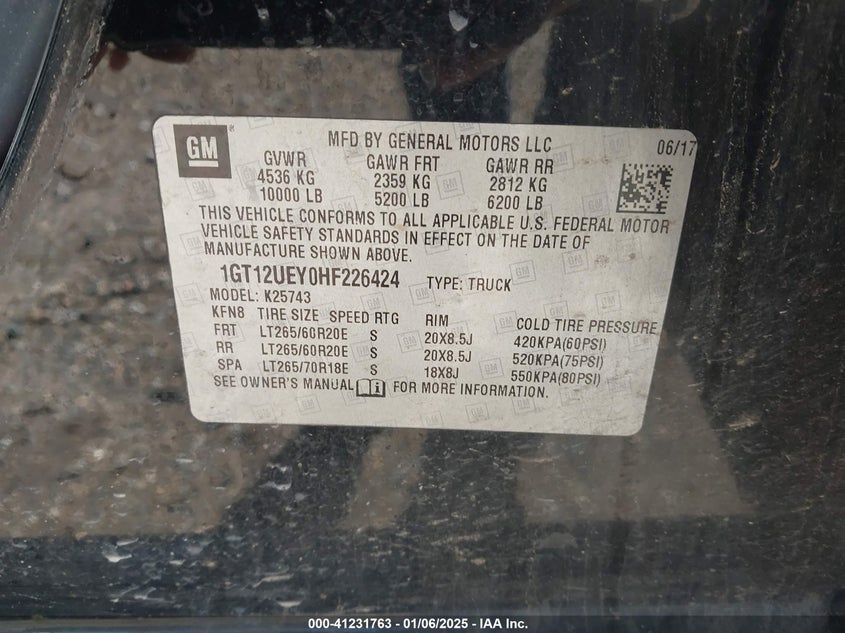 GM
MFD BY GENERAL MOTORS LLC 06/17
GVWR GAWR FRT GAWR RR
4536 KG 2359 KG 2812 KG
10000 LB 5200 LB 6200 LB
THIS VEHICLE CONFORMS TO ALL APPLICABLE U.S. FEDERAL MOTOR
VEHICLE SAFETY STANDARDS IN EFFECT ON THE DATE OF
MANUFACTURE SHOWN ABOVE.
1GT12UEY0HF226424 TYPE: TRUCK
MODEL: K25743
KFN8 TIRE SIZE SPEED RTG RIM COLD TIRE PRESSURE
FRT LT265/60R20E S 20X8.5J 420KPA(60PSI)
RR LT265/60R20E S 20X8.5J 520KPA(75PSI)
SPA LT265/70R18E S 18X8J 550KPA(80PSI)
SEE OWNER'S MANUAL FOR MORE INFORMATION.
000-41231763 - 01/06/2025 - IAA Inc.